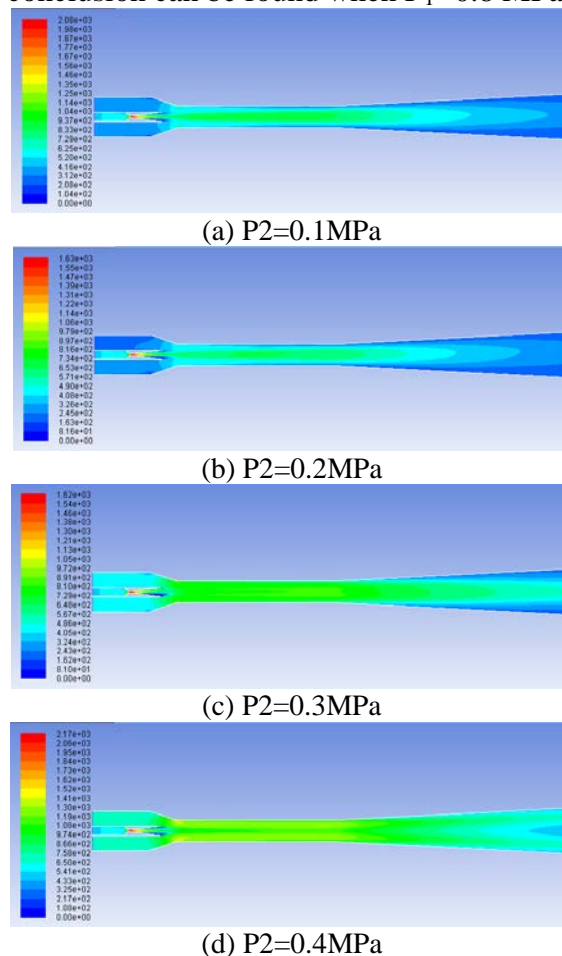 conclusion can be found when P
2.08e+03
1.98e+03
1.87e+03
1.77e+03
1.67e+03
1.56e+03
1.46e+03
1.35e+03
1.25e+03
1.14e+03
1.04e+03
9.37e+02
8.33e+02
7.29e+02
6.25e+02
5.20e+02
4.16e+02
3.12e+02
2.08e+02
1.04e+02
0.00e+00
(a) P2=0.1MPa
1.63e+03
1.55e+03
1.47e+03
1.39e+03
1.31e+03
1.22e+03
1.14e+03
1.06e+03
9.79e+02
8.97e+02
8.16e+02
7.34e+02
6.53e+02
5.71e+02
4.90e+02
4.08e+02
3.26e+02
2.45e+02
1.63e+02
8.16e+01
0.00e+00
(b) P2=0.2MPa
1.62e+03
1.54e+03
1.46e+03
1.38e+03
1.30e+03
1.21e+03
1.13e+03
1.05e+03
9.72e+02
8.91e+02
8.10e+02
7.29e+02
6.48e+02
5.67e+02
4.86e+02
4.05e+02
3.24e+02
2.43e+02
1.62e+02
8.10e+01
0.00e+00
(c) P2=0.3MPa
2.17e+03
2.06e+03
1.95e+03
1.84e+03
1.73e+03
1.62e+03
1.52e+03
1.41e+03
1.30e+03
1.19e+03
1.08e+03
9.74e+02
8.66e+02
7.58e+02
6.50e+02
5.41e+02
4.33e+02
3.25e+02
2.17e+02
1.08e+02
0.00e+00
(d) P2=0.4MPa